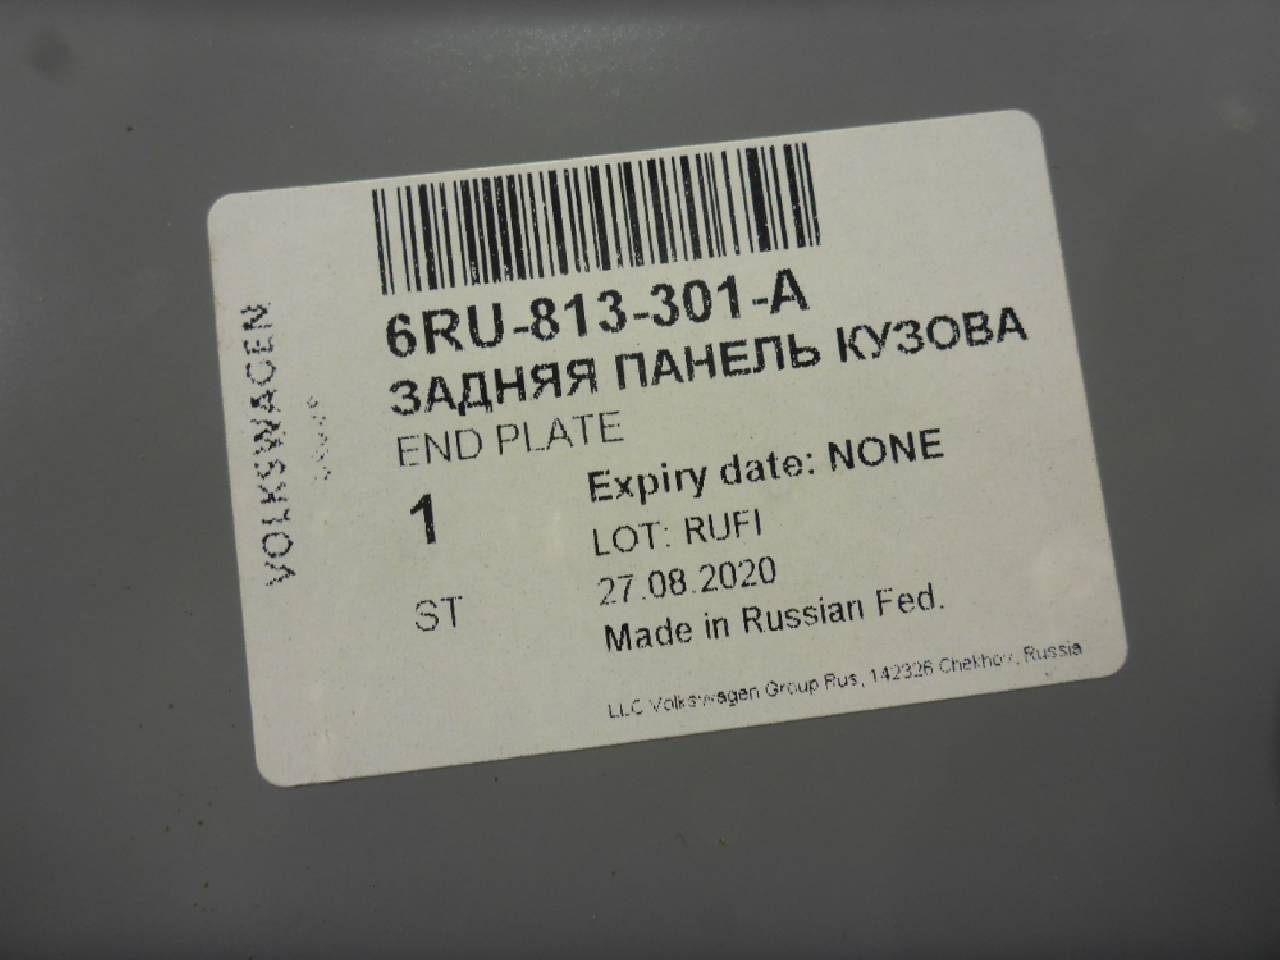 6RU-813-301-A
ЗАДНЯЯ ПАНЕЛЬ КУЗОВА
END PLATE
1
ST
Expiry date: NONE
LOT: RUFI
27.08.2020
Made in Russian Fed.
LLC Volkswagen Group Rus, 142326 Chekhov, Russia
VOLKSWAGEN